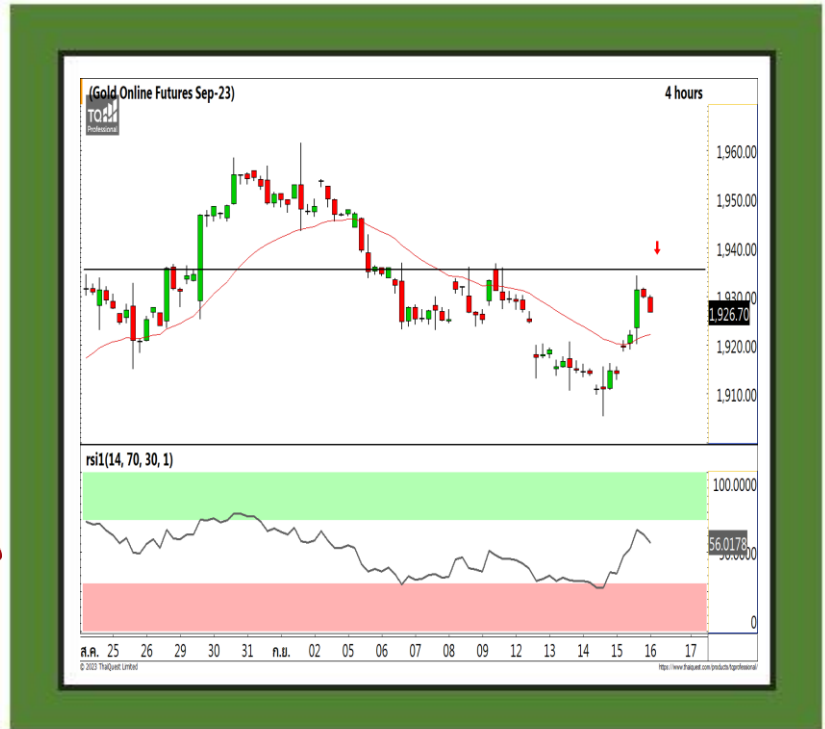 (Gold Online Futures Sep-23)
4 hours
TQ
Professional
1,960.00
1,950.00
1,940.00
1,930.00
1,926.70
1,920.00
1,910.00
rsi1(14, 70, 30, 1)
100.0000
56.0178
0
ส.ค. 25 26 29 30 31 ก.ย. 02 05 06 07 08 09 12 13 14 15 16 17
© 2023 ThaiQuest Limited
https://www.thaiquest.com/products/tqprofessional/